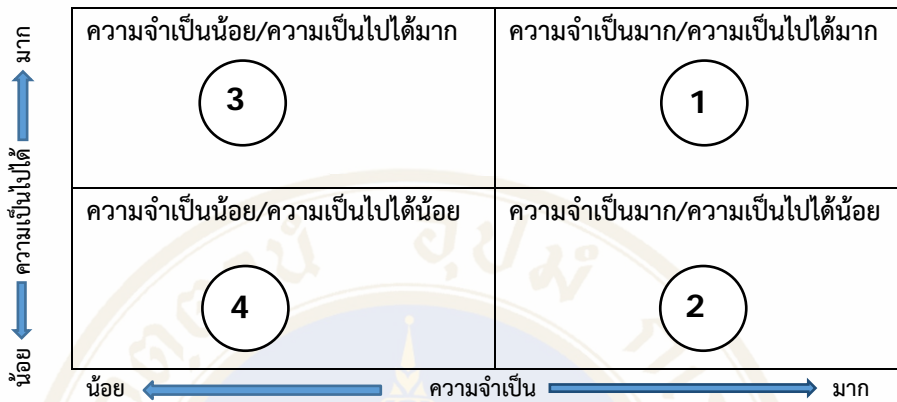 มาก
ความเป็นไปได้
น้อย
ความจำเป็นน้อย/ความเป็นไปได้มาก
3
ความจำเป็นมาก/ความเป็นไปได้มาก
1
ความจำเป็นน้อย/ความเป็นไปได้น้อย
4
ความจำเป็นมาก/ความเป็นไปได้น้อย
2
น้อย ความจำเป็น มาก
อุปมํ